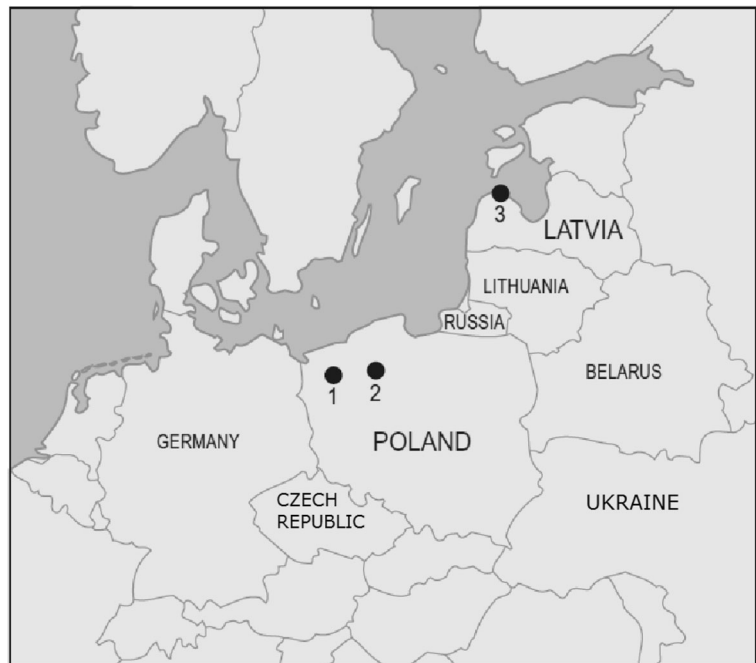 3
LATVIA
LITHUANIA
RUSSIA
BELARUS
1
2
GERMANY
POLAND
CZECH
REPUBLIC
UKRAINE